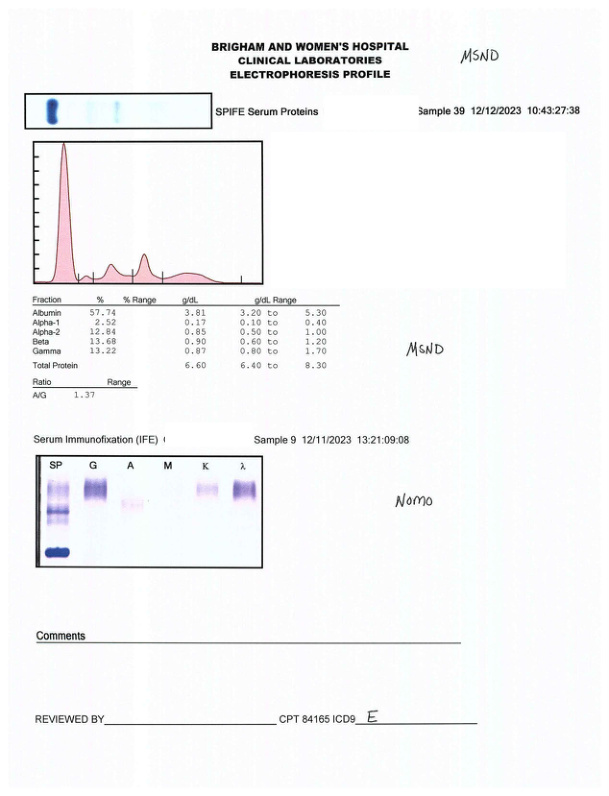 BRIGHAM AND WOMEN'S HOSPITAL
CLINICAL LABORATORIES
ELECTROPHORESIS PROFILE
MSND
SPIFE Serum Proteins Sample 39 12/12/2023 10:43:27:38
Fraction % % Range g/dL g/dL Range
Albumin 57.74 3.81 3.20 to 5.30
Alpha-1 2.52 0.17 0.10 to 0.40
Alpha-2 12.84 0.85 0.50 to 1.00
Beta 13.68 0.90 0.60 to 1.20
Gamma 13.22 0.87 0.80 to 1.70
MSND
Total Protein 6.60 6.40 to 8.30
Ratio Range
A/G 1.37
Serum Immunofixation (IFE) ( Sample 9 12/11/2023 13:21:09:08
SP G A M K λ
Nomo
Comments
REVIEWED BY CPT 84165 ICD9 E